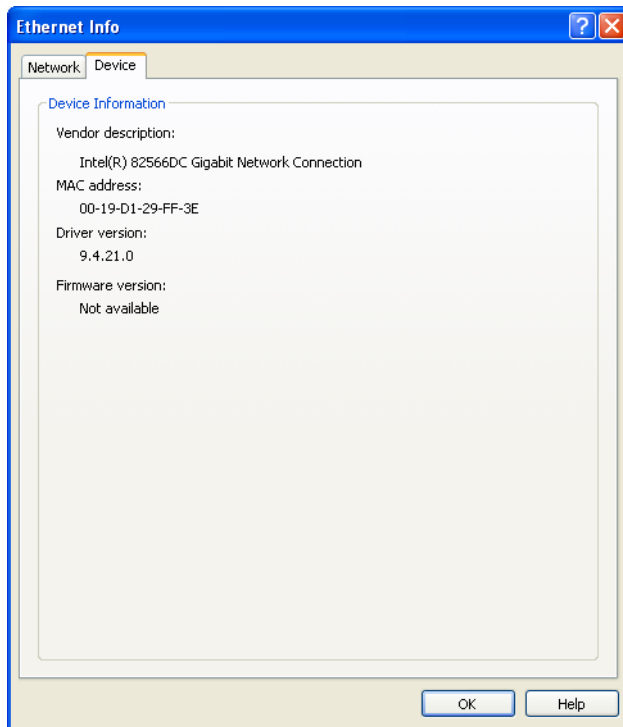 Ethernet Info
Network Device
Device Information
Vendor description:
Intel(R) 82566DC Gigabit Network Connection
MAC address:
00-19-D1-29-FF-3E
Driver version:
9.4.21.0
Firmware version:
Not available
OK Help